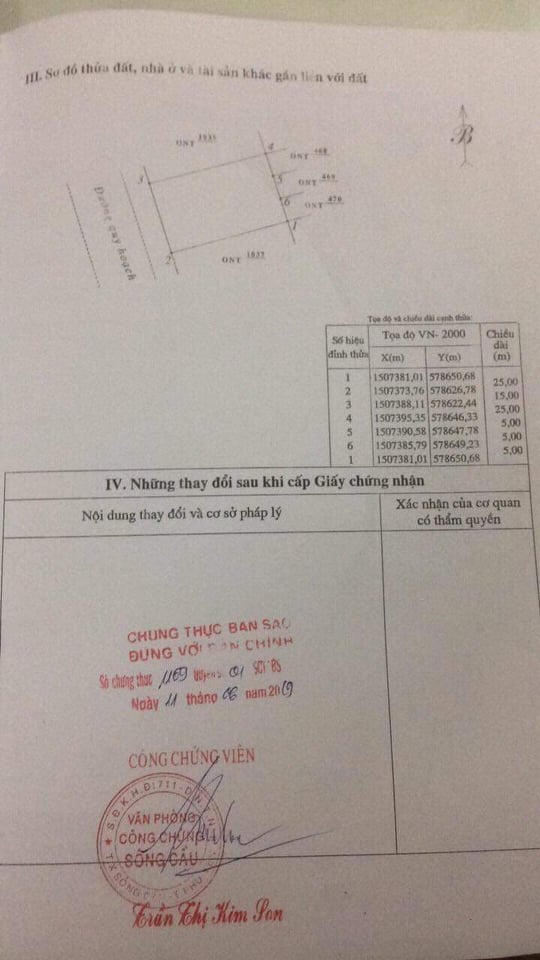 III. Sơ đồ thửa đất, nhà ở và tài sản khác gắn liền với đất
B
ONT 1035
4
3
ONT 468
5
ONT 469
6
ONT 470
1
Đường quy hoạch
2
ONT 1037
Tọa độ và chiều dài cạnh thửa:
Số hiệu đỉnh thửa Tọa độ VN- 2000 Chiều dài (m)
X(m) Y(m)
1 1507381,01 578650,68
25,00
2 1507373,76 578626,78
15,00
3 1507388,11 578622,44
25,00
4 1507395,35 578646,33
5,00
5 1507390,58 578647,78
5,00
6 1507385,79 578649,23
5,00
1 1507381,01 578650,68
IV. Những thay đổi sau khi cấp Giấy chứng nhận
Nội dung thay đổi và cơ sở pháp lý
Xác nhận của cơ quan
có thẩm quyền
CHỨNG THỰC BẢN SAO
ĐÚNG VỚI BẢN CHÍNH
Số chứng thực 1169 01 SCT/BS
Ngày 11 tháng 06 năm 2019
CÔNG CHỨNG VIÊN
S.Đ.K.H.Đ:711-
VĂN PHÒNG
CÔNG CHỨNG
SÔNG CẦU
Trần Thị Kim Son